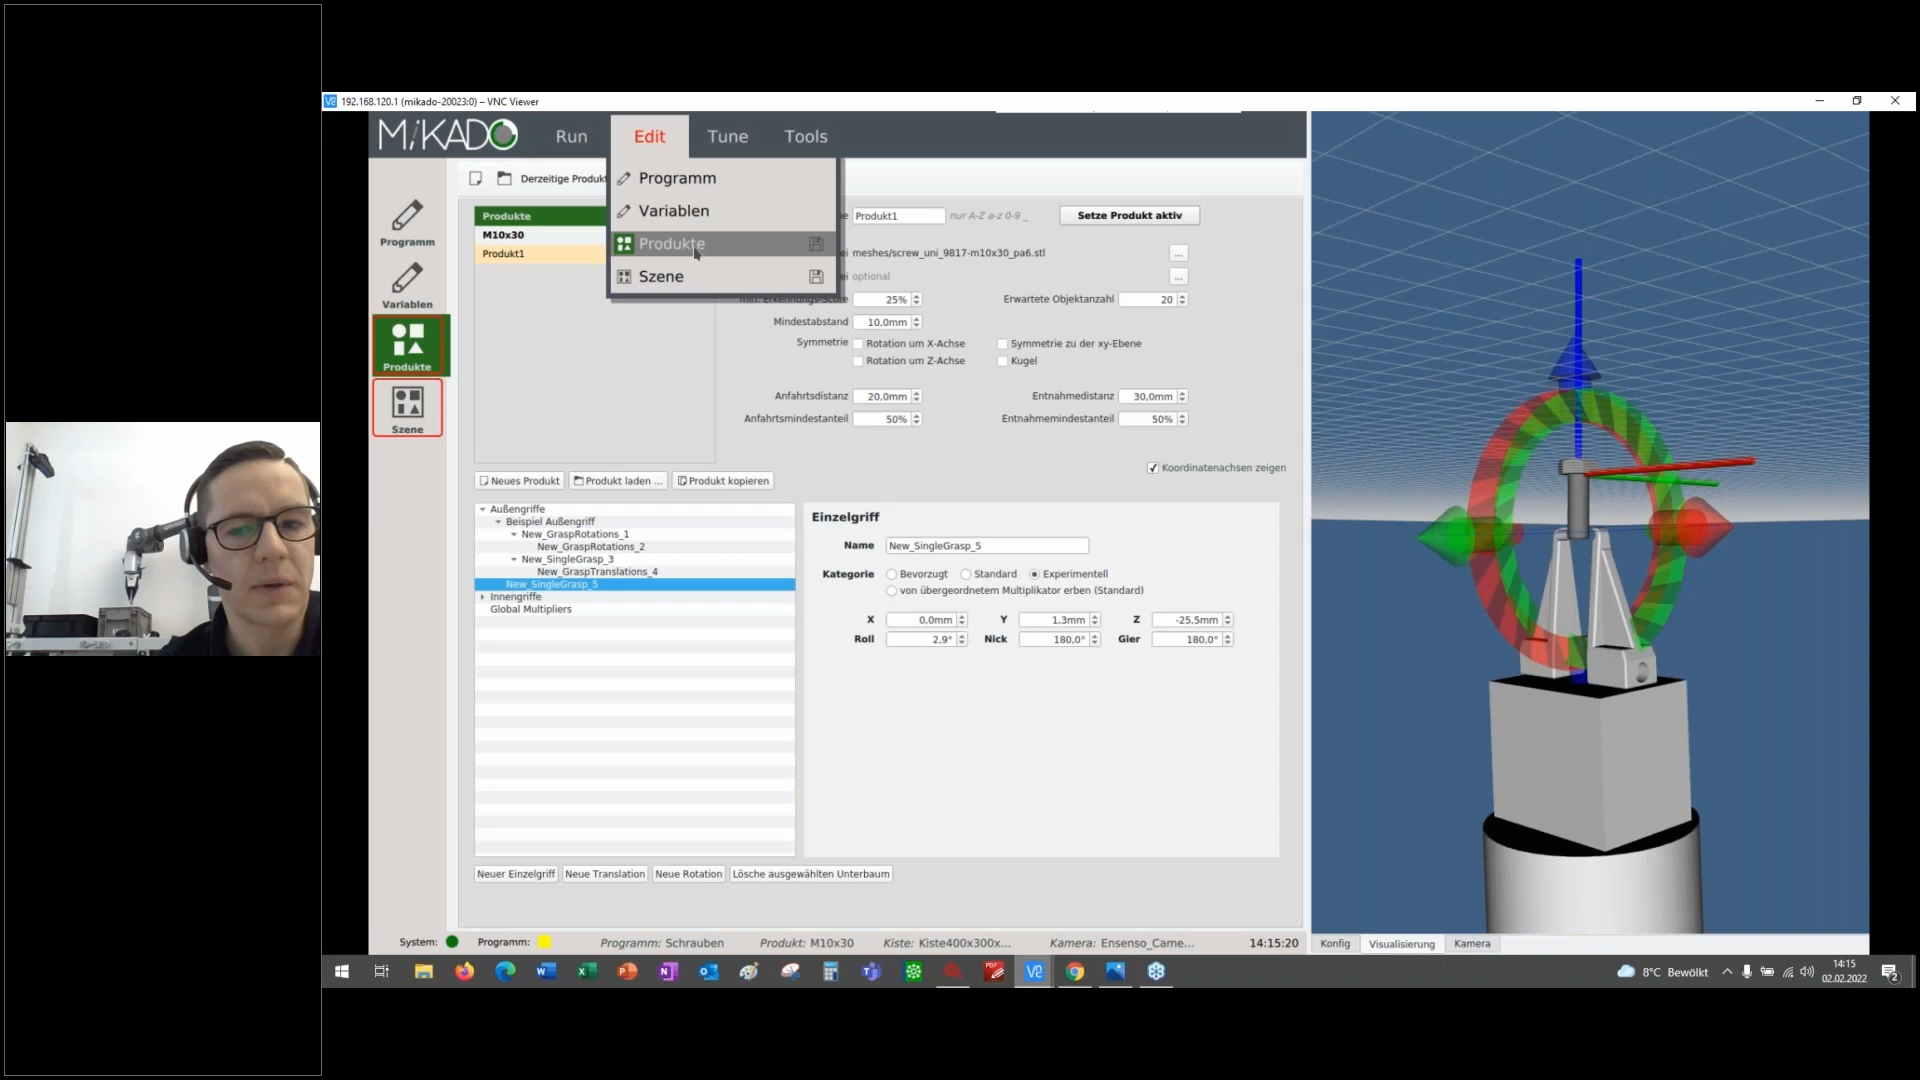 192.168.120.1 (mikado-20023:0) – VNC Viewer
MiKADO
Run
Edit
Tune
Tools
Programm
Variablen
Produkte
Szene
Programm
Variablen
Produkte
Szene
Derzeitige Produkt
Produkte
M10x30
Produkt1
Produkt1
nur A-Z a-z 0-9 _
Setze Produkt aktiv
meshes/screw_uni_9817-m10x30_pa6.stl
...
optional
...
min. Erkennungs-Score
25%
Erwartete Objektanzahl
20
Mindestabstand
10,0mm
Symmetrie
Rotation um X-Achse
Symmetrie zu der xy-Ebene
Rotation um Z-Achse
Kugel
Anfahrtsdistanz
20,0mm
Entnahmedistanz
30,0mm
Anfahrtsmindestanteil
50%
Entnahmemindestanteil
50%
Koordinatenachsen zeigen
Neues Produkt
Produkt laden ...
Produkt kopieren
Außengriffe
Beispiel Außengriff
New_GraspRotations_1
New_GraspRotations_2
New_SingleGrasp_3
New_GraspTranslations_4
New_SingleGrasp_5
Innengriffe
Global Multipliers
Einzelgriff
Name
New_SingleGrasp_5
Kategorie
Bevorzugt
Standard
Experimentell
von übergeordnetem Multiplikator erben (Standard)
X
0,0mm
Y
1,3mm
Z
-25,5mm
Roll
2,9°
Nick
180,0°
Gier
180,0°
Neuer Einzelgriff
Neue Translation
Neue Rotation
Lösche ausgewählten Unterbaum
System:
Programm:
Programm: Schrauben
Produkt: M10x30
Kiste: Kiste400x300x...
Kamera: Ensenso_Came...
14:15:20
Konfig
Visualisierung
Kamera
8°C Bewölkt
14:15
02.02.2022
2